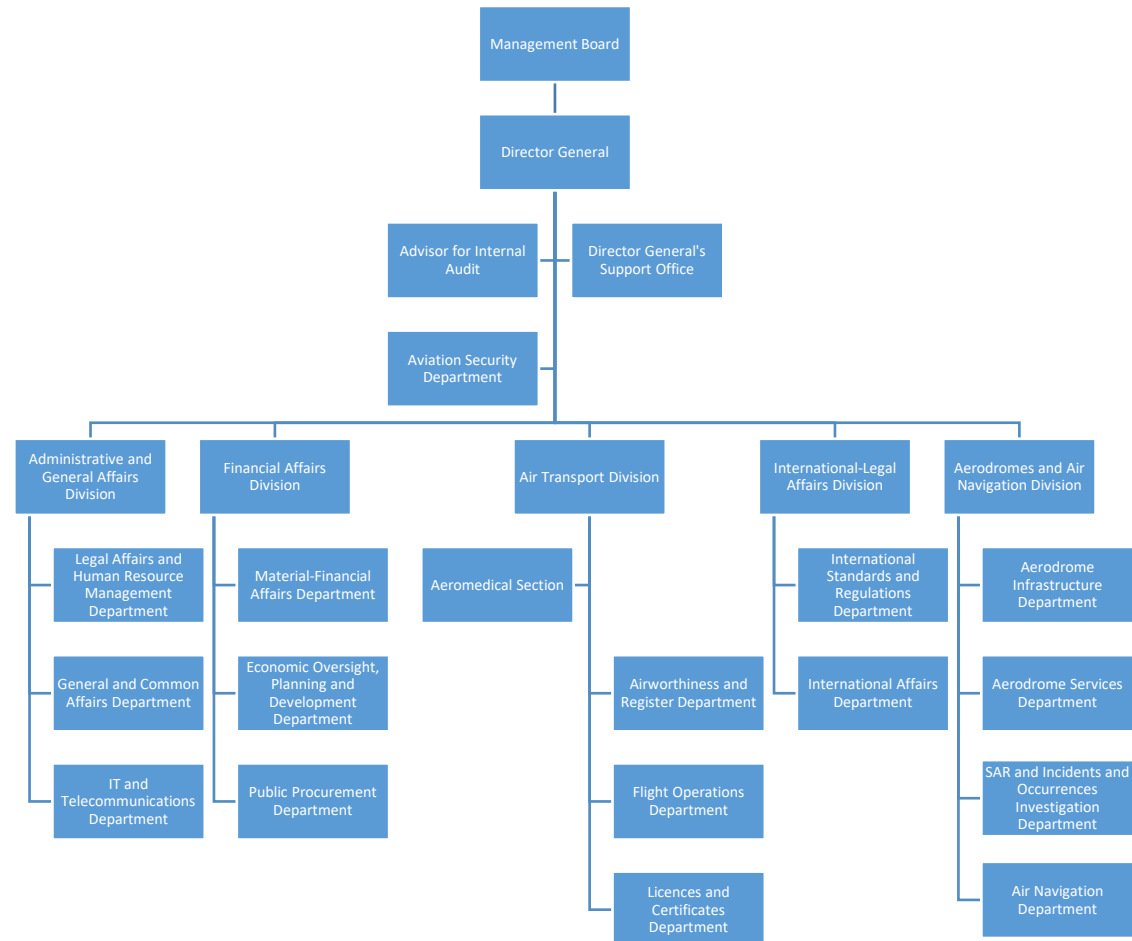 Management Board
Director General
Advisor for Internal
Audit
Director General's
Support Office
Aviation Security
Department
Administrative and
General Affairs
Division
Financial Affairs
Division
Air Transport Division
International-Legal
Affairs Division
Aerodromes and Air
Navigation Division
Legal Affairs and
Human Resource
Management
Department
Material-Financial
Affairs Department
Aeromedical Section
International
Standards and
Regulations
Department
Aerodrome
Infrastructure
Department
General and Common
Affairs Department
Economic Oversight,
Planning and
Development
Department
Airworthiness and
Register Department
International Affairs
Department
Aerodrome Services
Department
IT and
Telecommunications
Department
Public Procurement
Department
Flight Operations
Department
SAR and Incidents and
Occurrences
Investigation
Department
Licences and
Certificates
Department
Air Navigation
Department